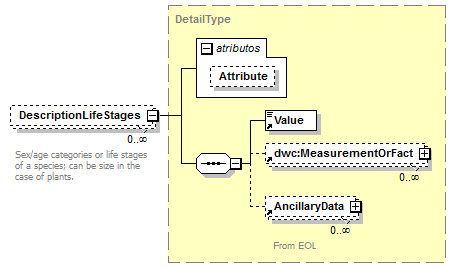 DetailType
atributos
Attribute
DescriptionLifeStages
0..∞
Sex/age categories or life stages
of a species; can be size in the
case of plants.
Value
dwc:MeasurementOrFact
0..∞
AncillaryData
0..∞
From EOL